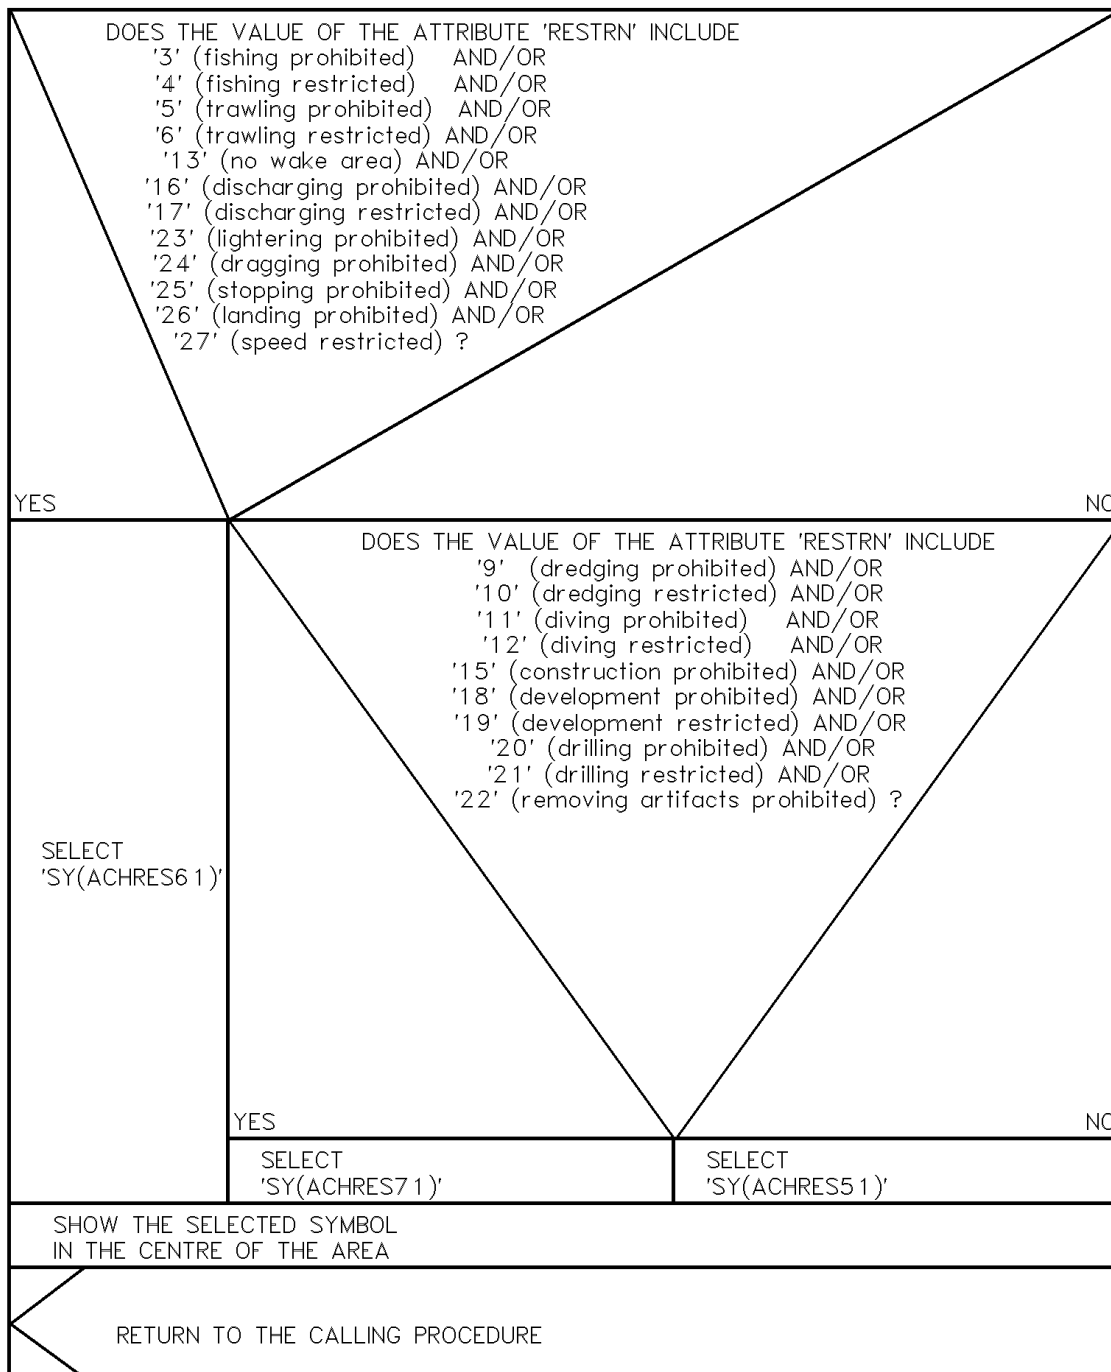 DOES THE VALUE OF THE ATTRIBUTE 'RESTRN' INCLUDE
'3' (fishing prohibited) AND/OR
'4' (fishing restricted) AND/OR
'5' (trawling prohibited) AND/OR
'6' (trawling restricted) AND/OR
'13' (no wake area) AND/OR
'16' (discharging prohibited) AND/OR
'17' (discharging restricted) AND/OR
'23' (lightering prohibited) AND/OR
'24' (dragging prohibited) AND/OR
'25' (stopping prohibited) AND/OR
'26' (landing prohibited) AND/OR
'27' (speed restricted) ?
YES
NO
DOES THE VALUE OF THE ATTRIBUTE 'RESTRN' INCLUDE
'9' (dredging prohibited) AND/OR
'10' (dredging restricted) AND/OR
'11' (diving prohibited) AND/OR
'12' (diving restricted) AND/OR
'15' (construction prohibited) AND/OR
'18' (development prohibited) AND/OR
'19' (development restricted) AND/OR
'20' (drilling prohibited) AND/OR
'21' (drilling restricted) AND/OR
'22' (removing artifacts prohibited) ?
SELECT
'SY(ACHRES61)'
YES
NO
SELECT
'SY(ACHRES71)'
SELECT
'SY(ACHRES51)'
SHOW THE SELECTED SYMBOL
IN THE CENTRE OF THE AREA
RETURN TO THE CALLING PROCEDURE